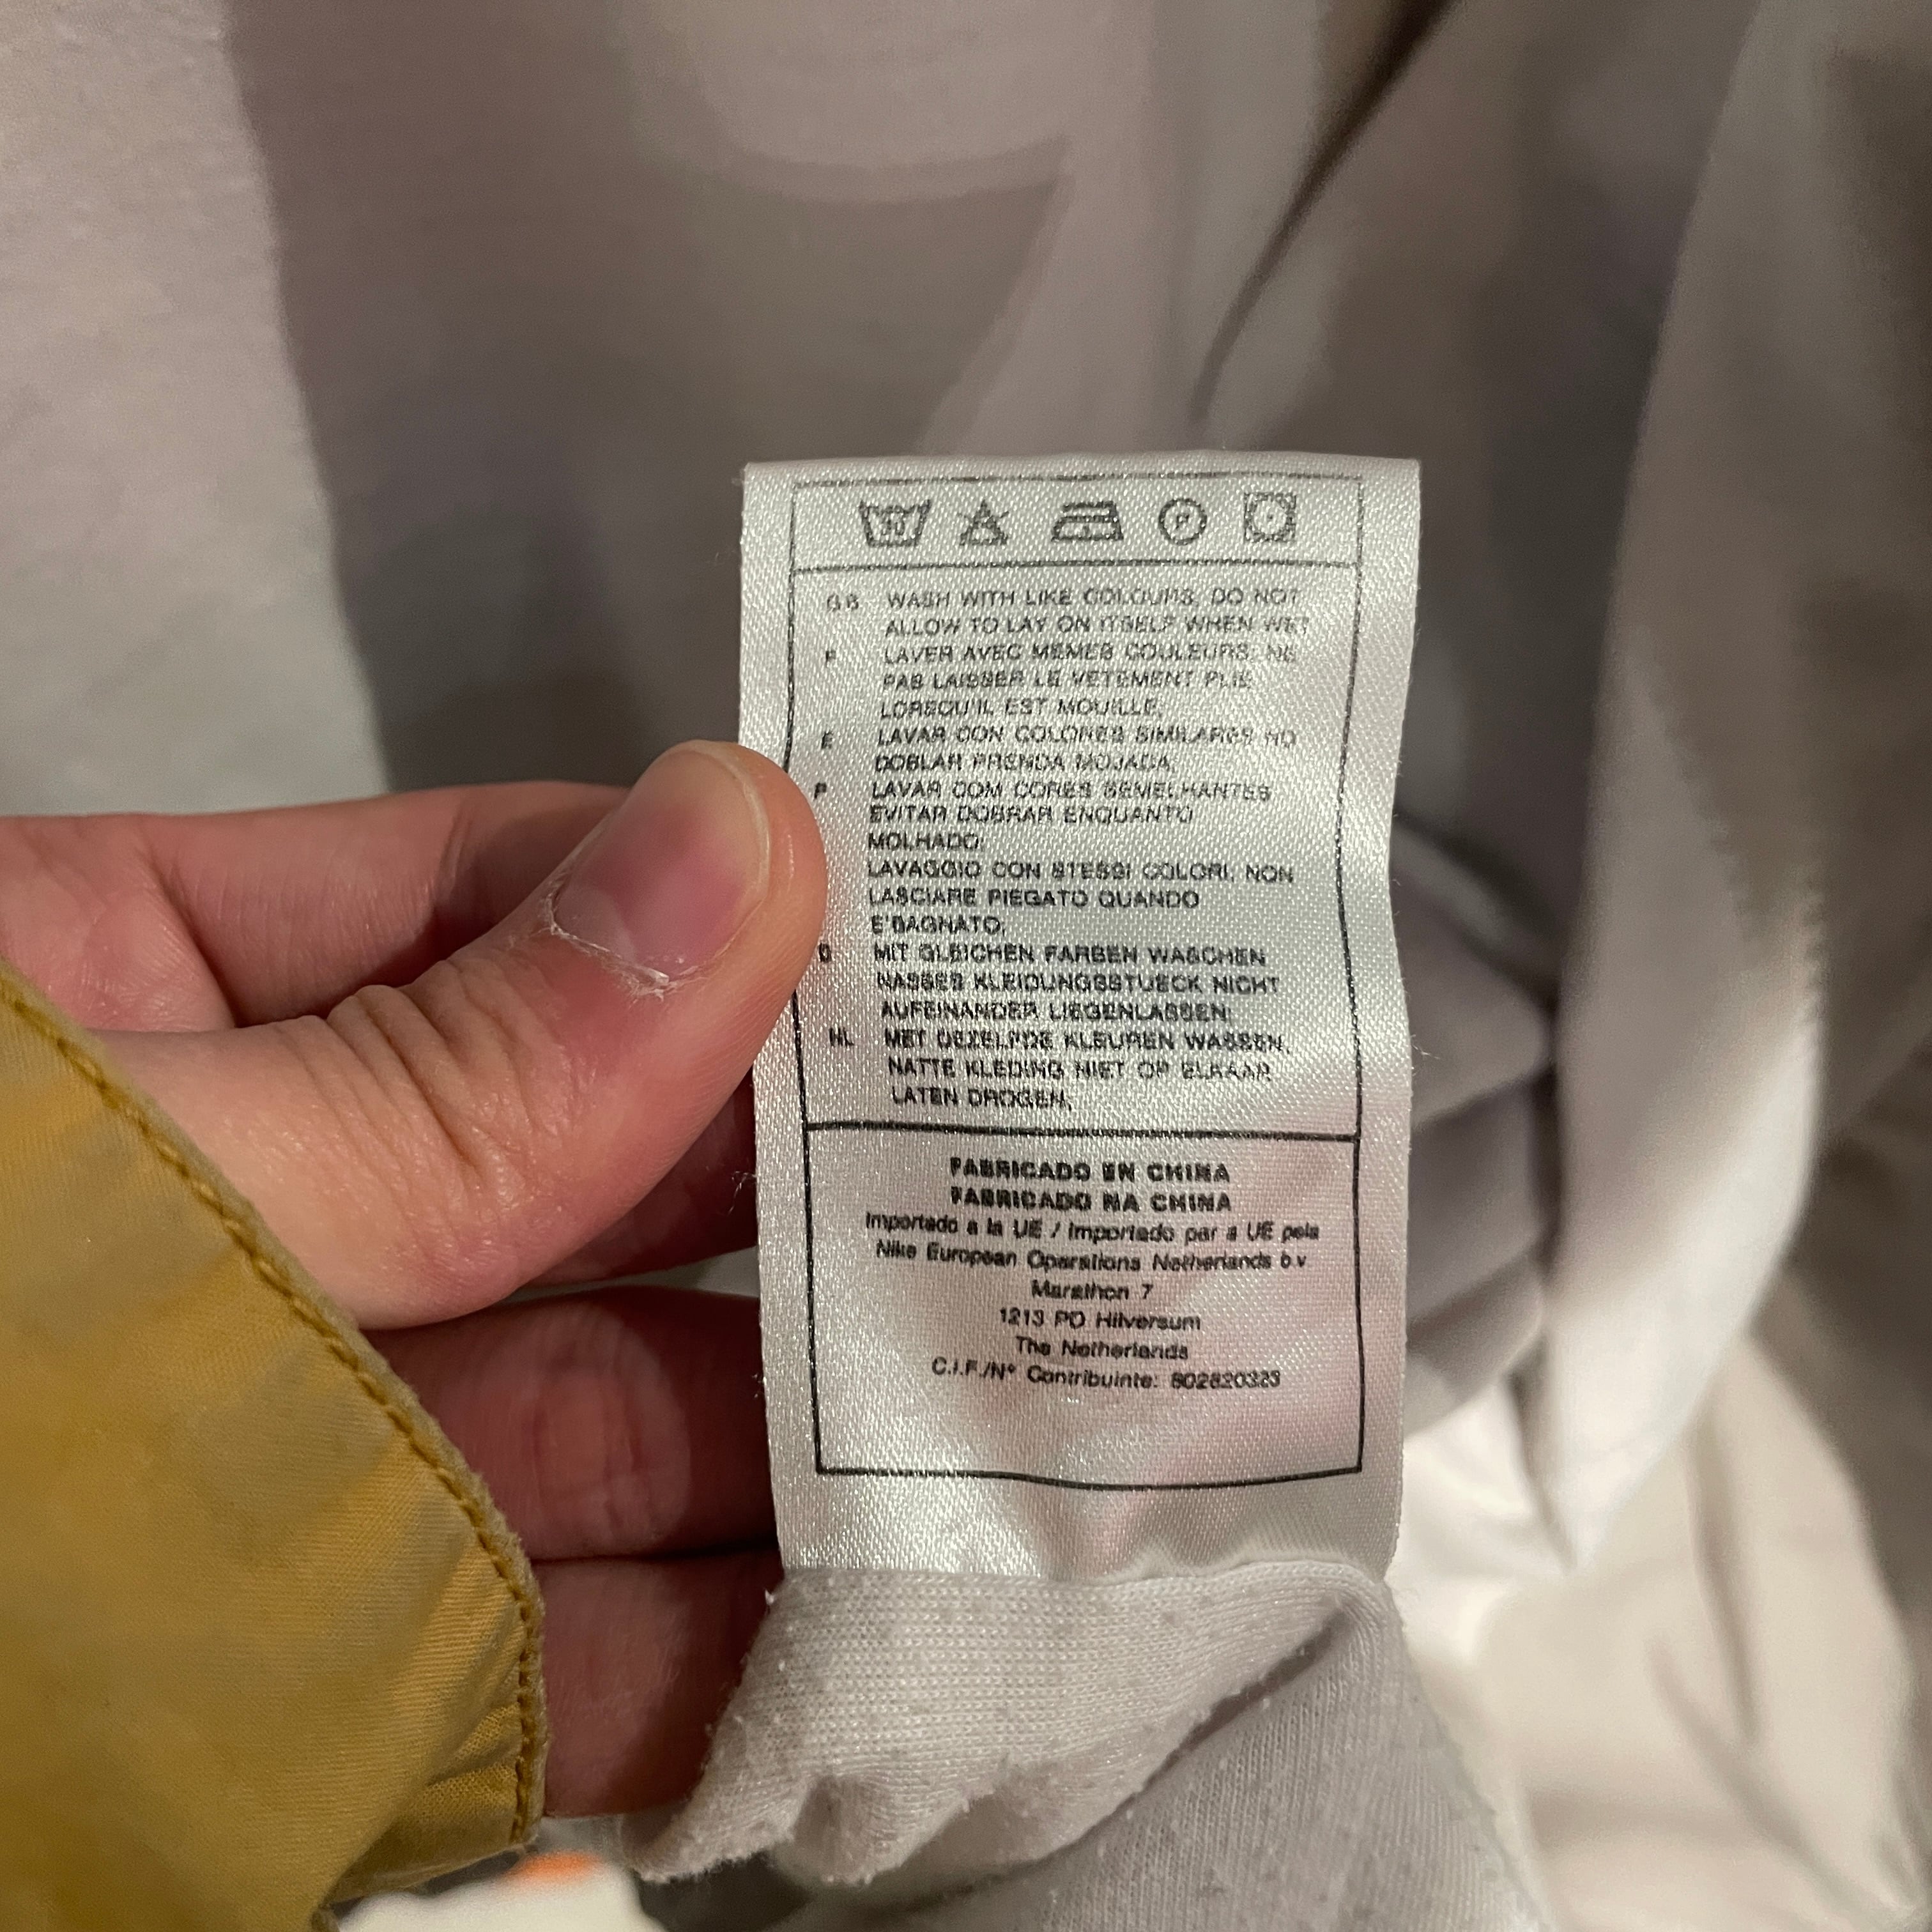 30
P
GB WASH WITH LIKE COLOURS, DO NOT
ALLOW TO LAY ON ITSELF WHEN WET
F LAVER AVEC MEMES COULEURS, NE
PAS LAISSER LE VETEMENT PLIE
LORSQU'IL EST MOUILLE.
E LAVAR CON COLORES SIMILARES NO
DOBLAR PRENDA MOJADA.
P LAVAR COM CORES SEMELHANTES
EVITAR DOBRAR ENQUANTO
MOLHADO.
LAVAGGIO CON STESSI COLORI, NON
LASCIARE PIEGATO QUANDO
E'BAGNATO.
D MIT GLEICHEN FARBEN WASCHEN
NASSES KLEIDUNGSSTUECK NICHT
AUFEINANDER LIEGENLASSEN.
NL MET DEZELFDE KLEUREN WASSEN,
NATTE KLEDING NIET OP ELKAAR
LATEN DROGEN.
FABRICADO EN CHINA
FABRICADO NA CHINA
Importado a la UE / Importado par a UE pela
Nike European Operations Netherlands b.v
Marathon 7
1213 PD Hilversum
The Netherlands
C.I.F./Nº Contribuinte: 802820323